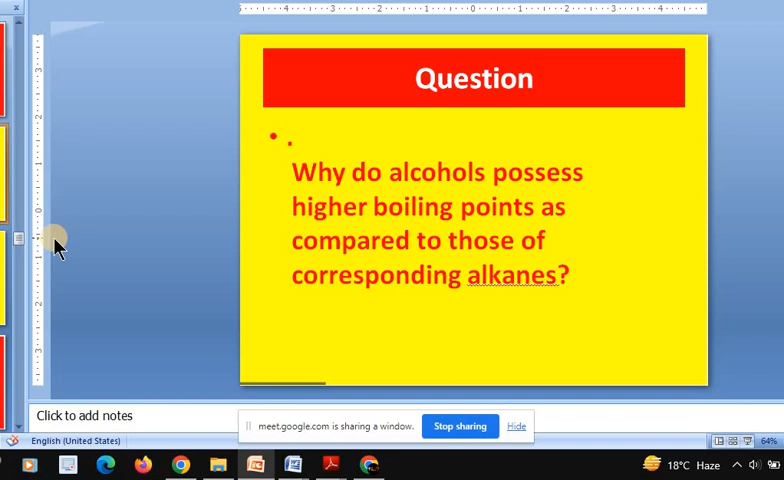 Question
• .
Why do alcohols possess
higher boiling points as
compared to those of
corresponding alkanes?
Click to add notes
meet.google.com is sharing a window. Stop sharing Hide
English (United States) 64%
18°C Haze